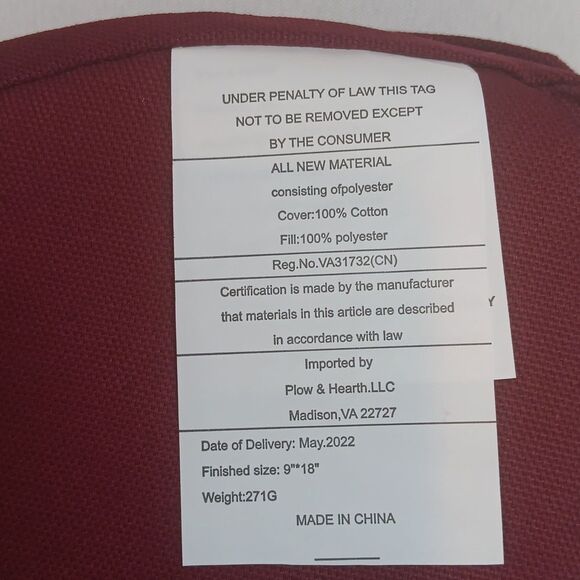 UNDER PENALTY OF LAW THIS TAG
NOT TO BE REMOVED EXCEPT
BY THE CONSUMER
ALL NEW MATERIAL
consisting ofpolyester
Cover:100% Cotton
Fill:100% polyester
Reg.No.VA31732(CN)
Certification is made by the manufacturer
that materials in this article are described
in accordance with law
Imported by
Plow & Hearth.LLC
Madison,VA 22727
Date of Delivery: May.2022
Finished size: 9"*18"
Weight:271G
MADE IN CHINA
Y